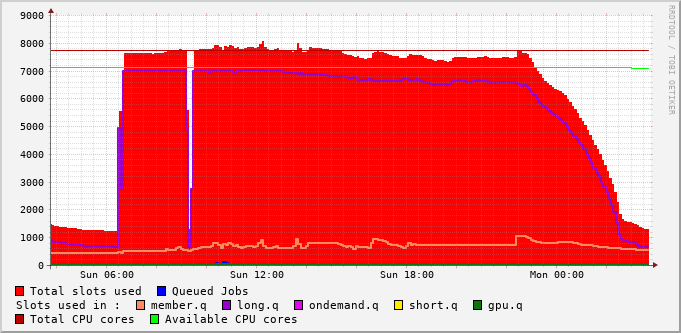 9000
8000
7000
6000
5000
4000
3000
2000
1000
0
Sun 06:00 Sun 12:00 Sun 18:00 Mon 00:00
RRDTOOL / TOBI OETIKER
Total slots used Queued Jobs
Slots used in : member.q long.q ondemand.q short.q gpu.q
Total CPU cores Available CPU cores